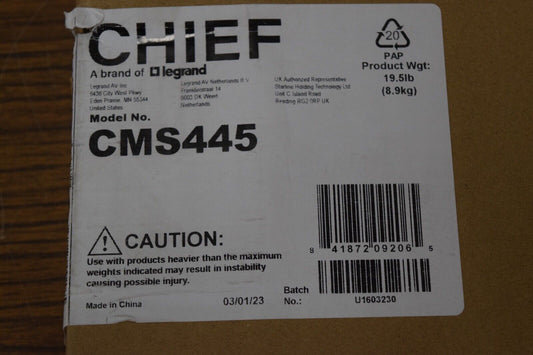 CHIEF
A brand of legrand
Legrand AV Inc.
6436 City West Pkwy
Eden Prairie, MN 55344
United States
Legrand AV Netherlands B.V.
Franklinstraat 14
6003 DK Weert
Netherlands
UK Authorized Representative
Starline Holding Technology Ltd
Unit C, Island Road
Reading RG2 0RP UK
20
PAP
Product Wgt:
19.5lb
(8.9kg)
Model No.
CMS445
CAUTION:
Use with products heavier than the maximum
weights indicated may result in instability
causing possible injury.
8 41872 09206 6
Made in China
03/01/23
Batch
No.:
U1603230